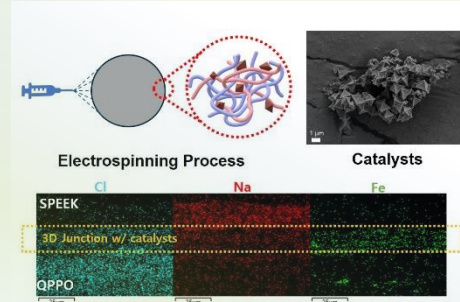 1 μm
Electrospinning Process
Catalysts
Cl Na Fe
SPEEK
3D Junction w/ catalysts
QPPO